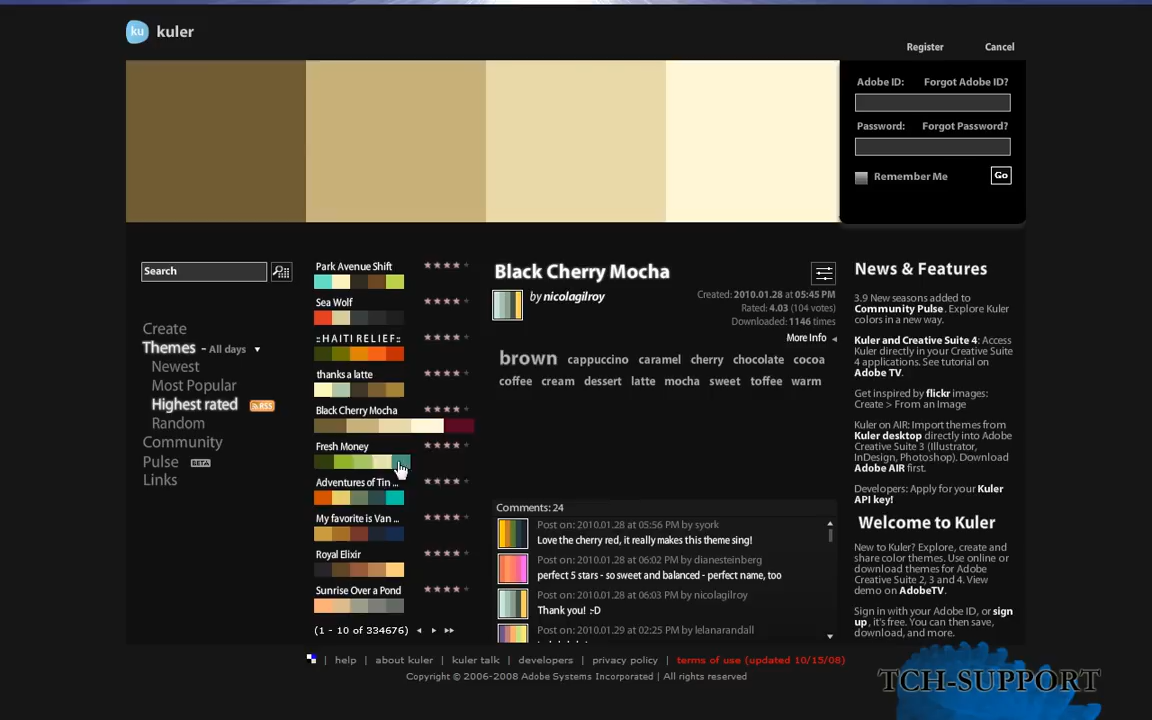 ku kuler
Register Cancel
Adobe ID: Forgot Adobe ID?
Password: Forgot Password?
Remember Me Go
Search
Create
Themes - All days
Newest
Most Popular
Highest rated RSS
Random
Community
Pulse BETA
Links
Park Avenue Shift
Sea Wolf
:: H A I T I R E L I E F ::
thanks a latte
Black Cherry Mocha
Fresh Money
Adventures of Tin ...
My favorite is Van ...
Royal Elixir
Sunrise Over a Pond
(1 - 10 of 334676)
Black Cherry Mocha
by nicolagilroy
Created: 2010.01.28 at 05:45 PM
Rated: 4.03 (104 votes)
Downloaded: 1146 times
More Info
brown cappuccino caramel cherry chocolate cocoa
coffee cream dessert latte mocha sweet toffee warm
Comments: 24
Post on: 2010.01.28 at 05:56 PM by syork
Love the cherry red, it really makes this theme sing!
Post on: 2010.01.28 at 06:02 PM by dianesteinberg
perfect 5 stars - so sweet and balanced - perfect name, too
Post on: 2010.01.28 at 06:03 PM by nicolagilroy
Thank you! :-D
Post on: 2010.01.29 at 02:25 PM by lelanarandall
News & Features
3.9 New seasons added to
Community Pulse. Explore Kuler
colors in a new way.
Kuler and Creative Suite 4: Access
Kuler directly in your Creative Suite
4 applications. See tutorial on
Adobe TV.
Get inspired by flickr images:
Create > From an Image
Kuler on AIR: Import themes from
Kuler desktop directly into Adobe
Creative Suite 3 (Illustrator,
InDesign, Photoshop). Download
Adobe AIR first.
Developers: Apply for your Kuler
API key!
Welcome to Kuler
New to Kuler? Explore, create and
share color themes. Use online or
download themes for Adobe
Creative Suite 2, 3 and 4. View
demo on AdobeTV.
Sign in with your Adobe ID, or sign
up, it's free. You can then save,
download, and more.
| help | about kuler | kuler talk | developers | privacy policy | terms of use (updated 10/15/08)
Copyright © 2006-2008 Adobe Systems Incorporated | All rights reserved
TCH-SUPPORT